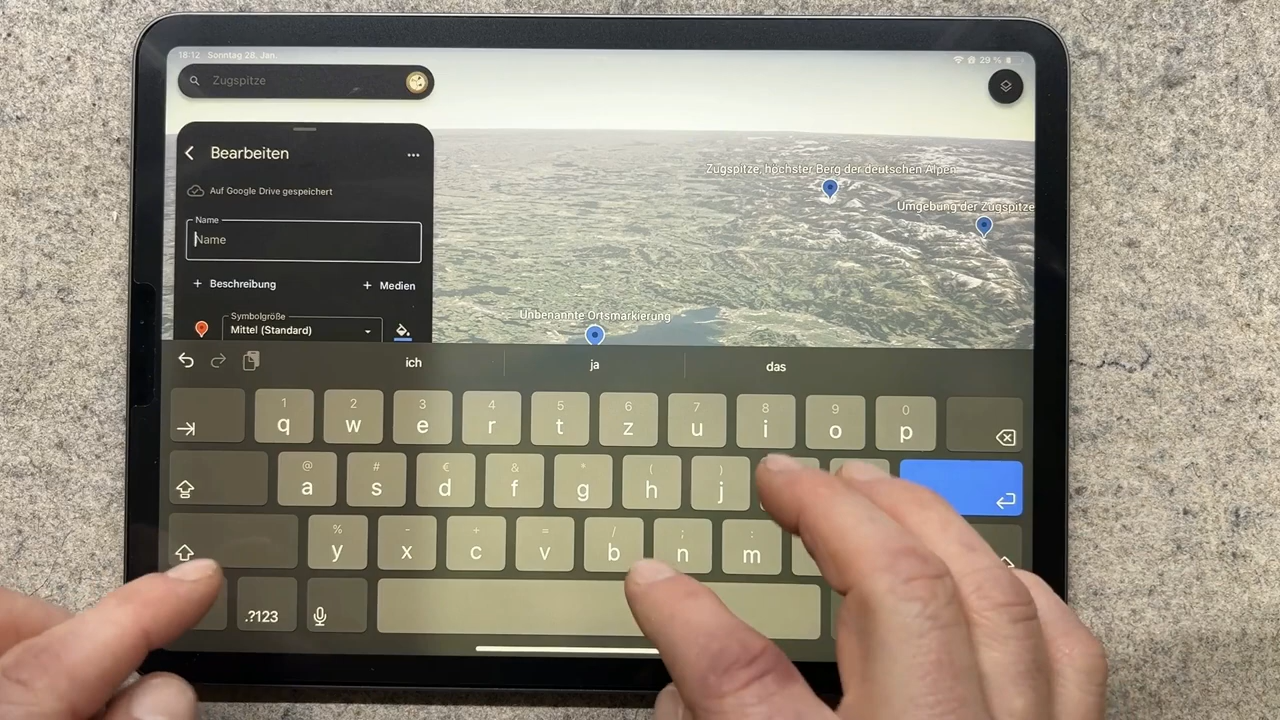 18:12 Sonntag 28. Jan.
29 %
Zugspitze
Bearbeiten
Auf Google Drive gespeichert
Name
Name
+ Beschreibung
+ Medien
Symbolgröße
Mittel (Standard)
Zugspitze, höchster Berg der deutschen Alpen
Umgebung der Zugspitze
Unbenannte Ortsmarkierung
ich ja das
1 2 3 4 5 6 7 8 9 0
q w e r t z u i o p
@ # € & * ( )
a s d f g h j
% - + = / ; :
y x c v b n m
.?123